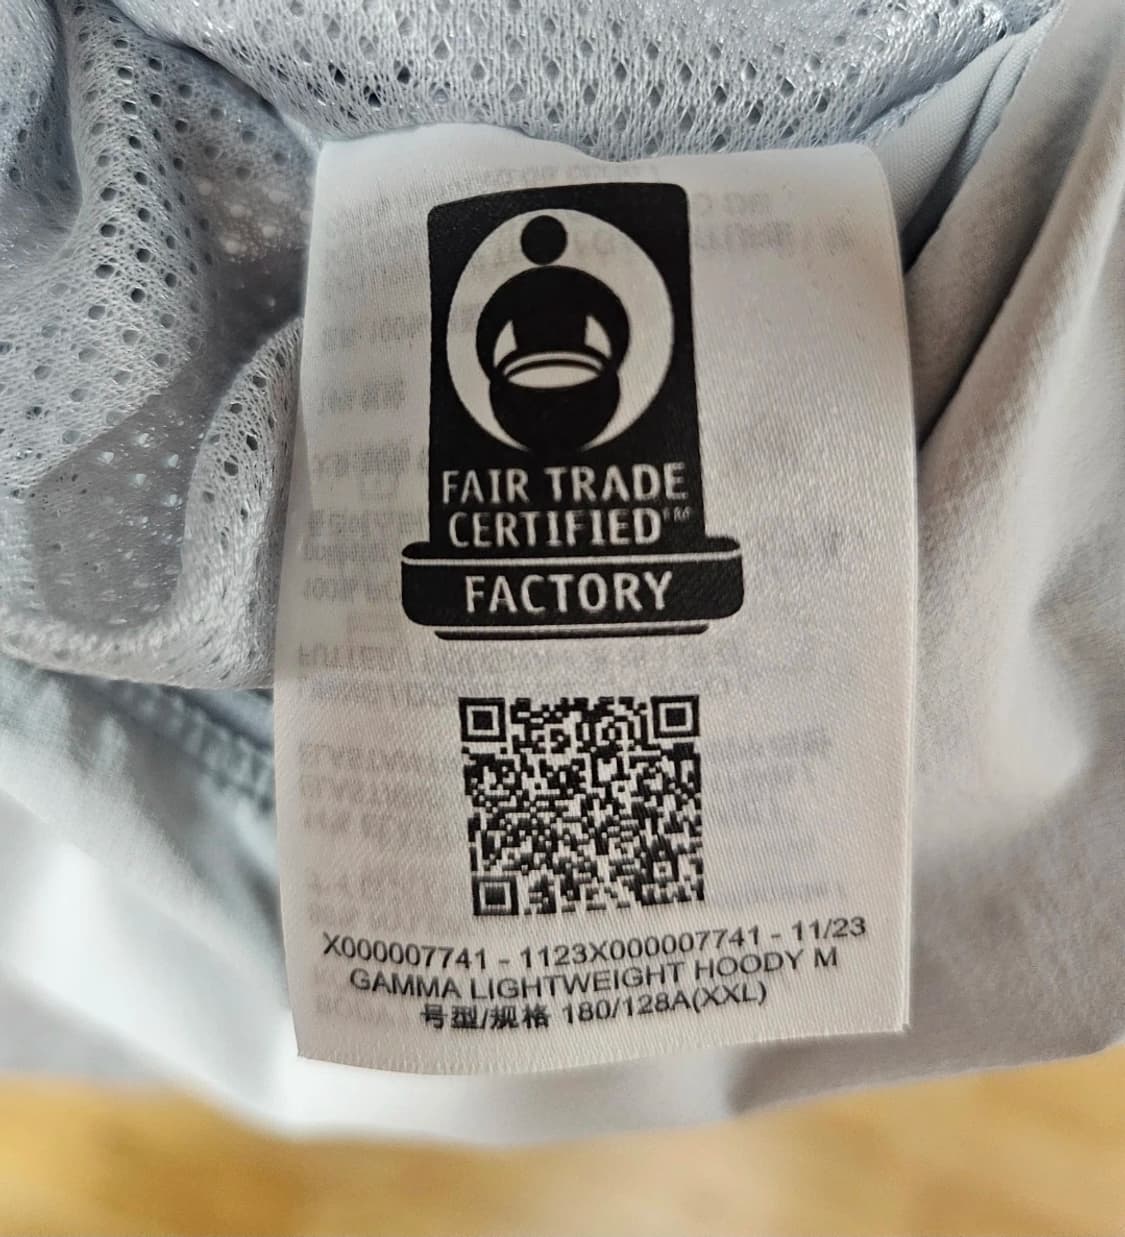 FAIR TRADE
CERTIFIED™
FACTORY
X000007741 - 1123X000007741 - 11/23
GAMMA LIGHTWEIGHT HOODY M
号型/规格 180/128A(XXL)